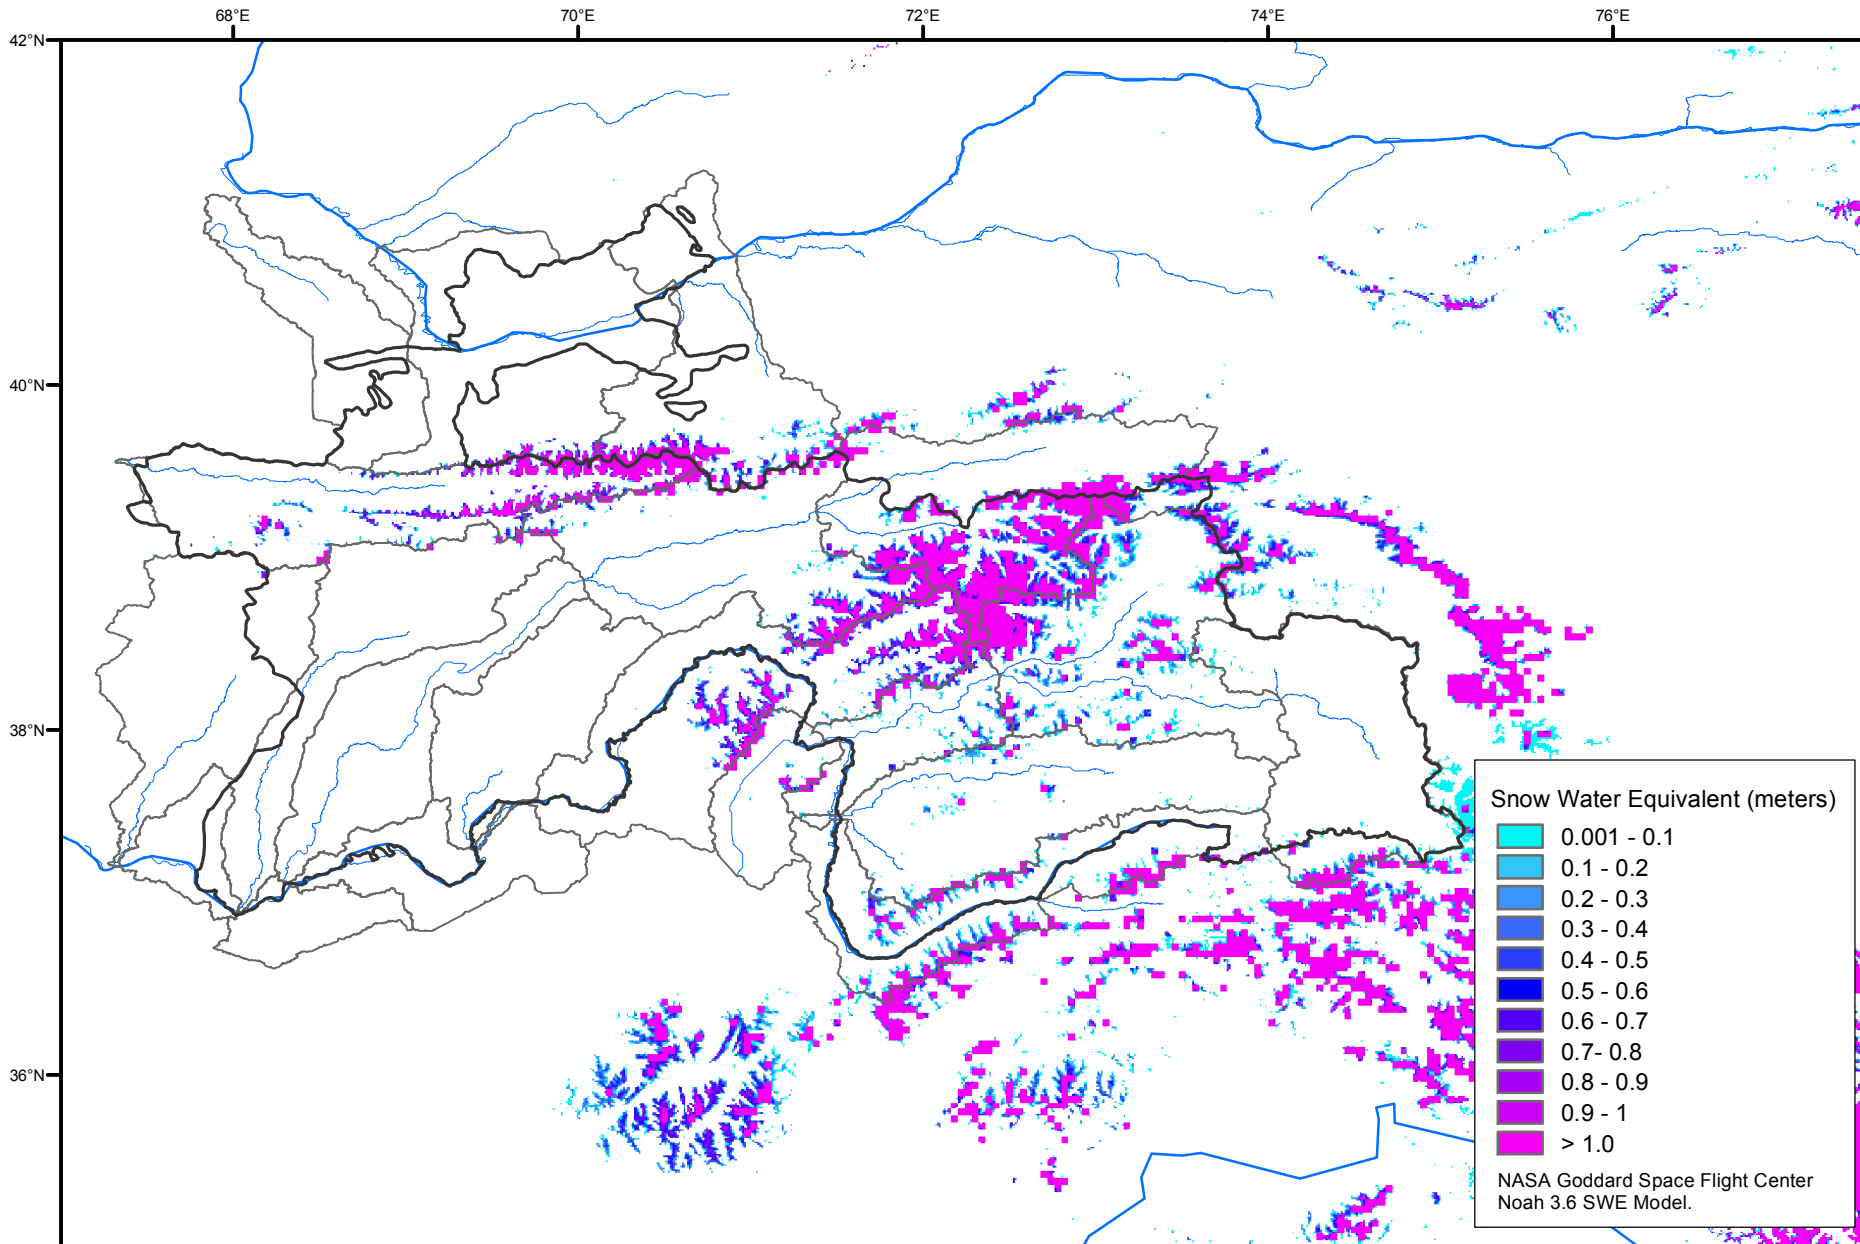 68°E
70°E
72°E
74°E
76°E
42°N
40°N
38°N
36°N
Snow Water Equivalent (meters)
0.001 - 0.1
0.1 - 0.2
0.2 - 0.3
0.3 - 0.4
0.4 - 0.5
0.5 - 0.6
0.6 - 0.7
0.7- 0.8
0.8 - 0.9
0.9 - 1
> 1.0
NASA Goddard Space Flight Center
Noah 3.6 SWE Model.